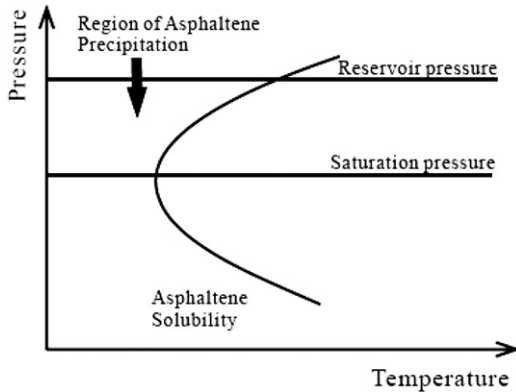 Region of Asphaltene
Precipitation
Reservoir pressure
Saturation pressure
Asphaltene
Solubility
Pressure
Temperature